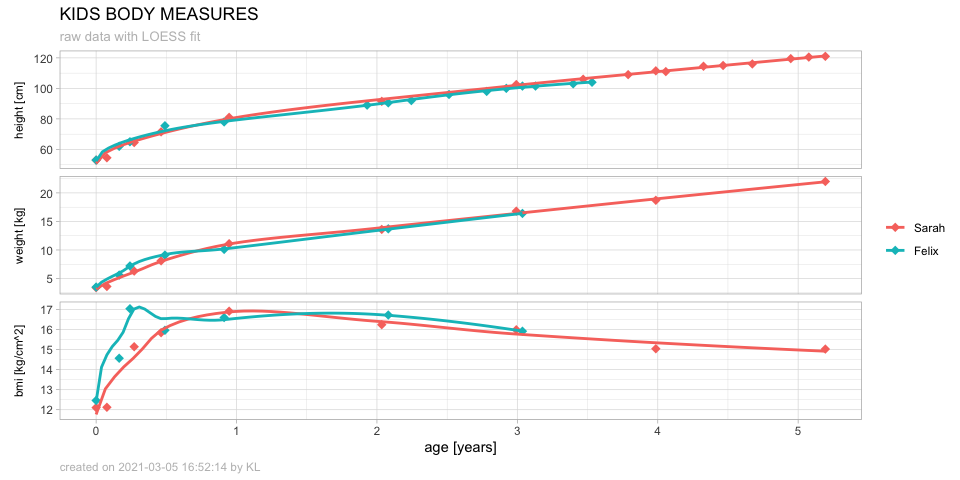 KIDS BODY MEASURES
raw data with LOESS fit
height [cm]
120
100
80
60
weight [kg]
20
15
10
5
bmi [kg/cm^2]
17
16
15
14
13
12
0 1 2 3 4 5
age [years]
Sarah
Felix
created on 2021-03-05 16:52:14 by KL